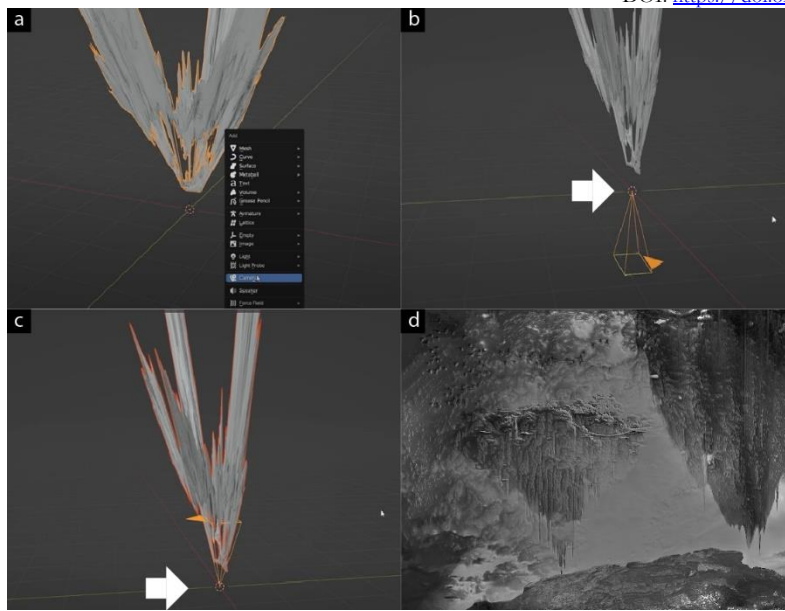 DOI: https://doi.o
a
b
Add
Mesh
Curve
Surface
Metaball
Text
Volume
Grease Pencil
Armature
Lattice
Empty
Image
Light
Light Probe
Camera
Speaker
Force Field
c
d